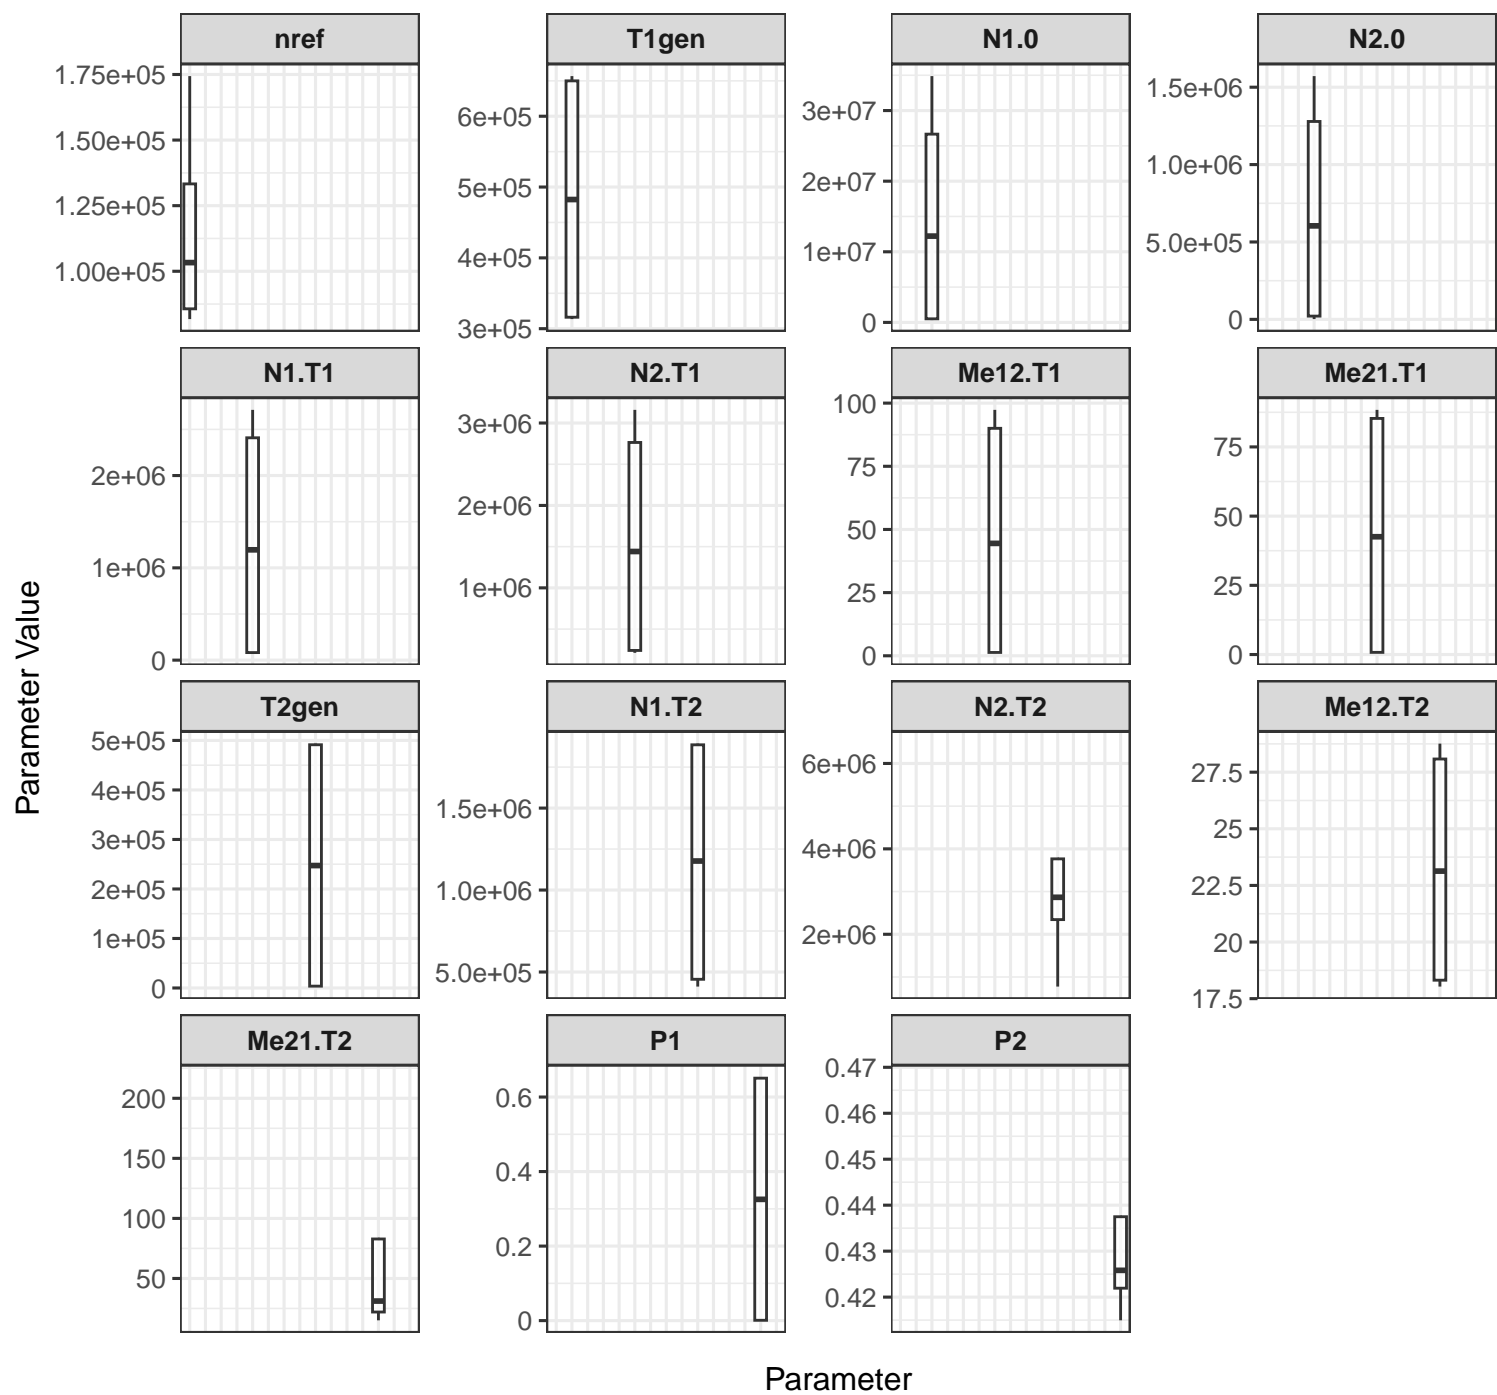 nref
T1gen
N1.0
N2.0
1.75e+05
1.50e+05
1.25e+05
1.00e+05
6e+05
5e+05
4e+05
3e+05
3e+07
2e+07
1e+07
0
1.5e+06
1.0e+06
5.0e+05
0
N1.T1
N2.T1
Me12.T1
Me21.T1
2e+06
1e+06
0
3e+06
2e+06
1e+06
100
75
50
25
0
75
50
25
0
T2gen
N1.T2
N2.T2
Me12.T2
5e+05
4e+05
3e+05
2e+05
1e+05
0
1.5e+06
1.0e+06
5.0e+05
6e+06
4e+06
2e+06
27.5
25
22.5
20
17.5
Me21.T2
P1
P2
200
150
100
50
0.6
0.4
0.2
0
0.47
0.46
0.45
0.44
0.43
0.42
Parameter Value
Parameter